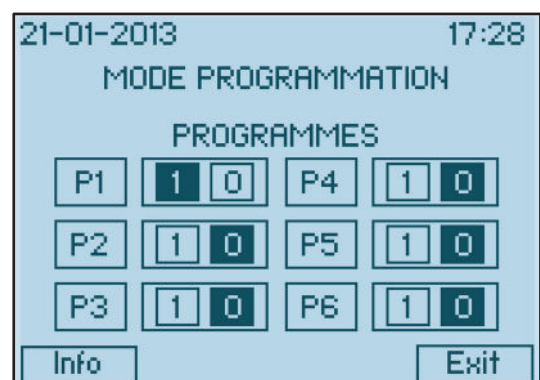 21-01-2013 17:28
MODE PROGRAMMATION
PROGRAMMES
P1 1 0 P4 1 0
P2 1 0 P5 1 0
P3 1 0 P6 1 0
Info Exit